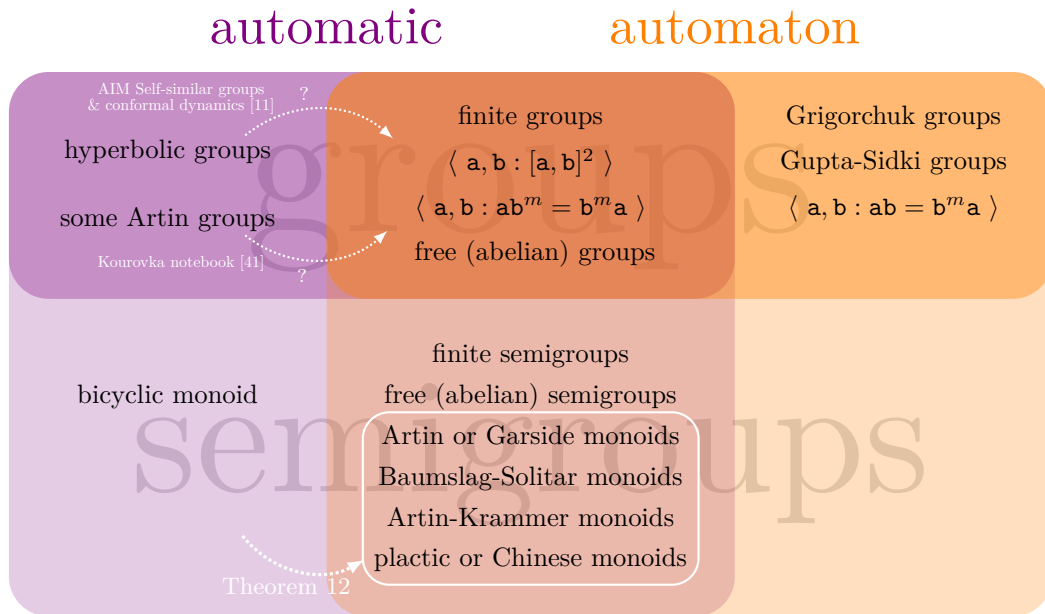 automatic
automaton
groups
AIM Self-similar groups
& conformal dynamics [11]
?
hyperbolic groups
some Artin groups
Kourovka notebook [41]
?
finite groups
⟨ a, b : [a, b]² ⟩
⟨ a, b : abᵐ = bᵐa ⟩
free (abelian) groups
Grigorchuk groups
Gupta-Sidki groups
⟨ a, b : ab = bᵐa ⟩
semigroups
bicyclic monoid
finite semigroups
free (abelian) semigroups
Artin or Garside monoids
Baumslag-Solitar monoids
Artin-Krammer monoids
plactic or Chinese monoids
Theorem 12